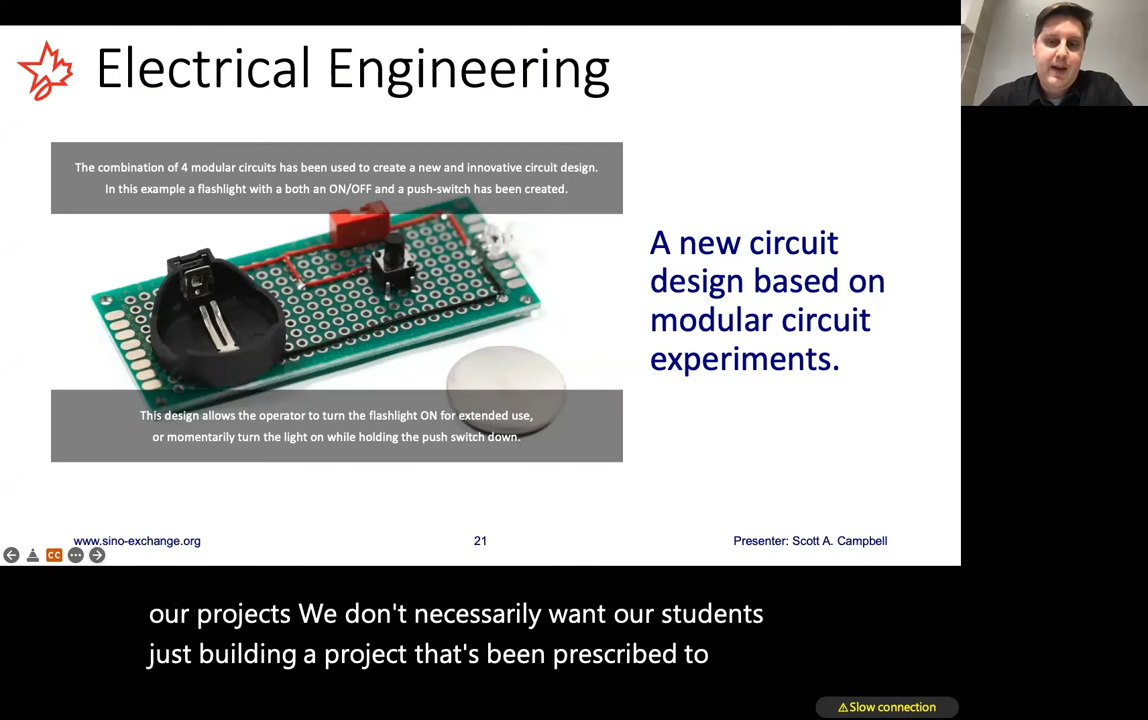 Electrical Engineering
The combination of 4 modular circuits has been used to create a new and innovative circuit design.
In this example a flashlight with a both an ON/OFF and a push-switch has been created.
A new circuit
design based on
modular circuit
experiments.
This design allows the operator to turn the flashlight ON for extended use,
or momentarily turn the light on while holding the push switch down.
www.sino-exchange.org
21
Presenter: Scott A. Campbell
CC
our projects We don't necessarily want our students
just building a project that's been prescribed to
⚠Slow connection